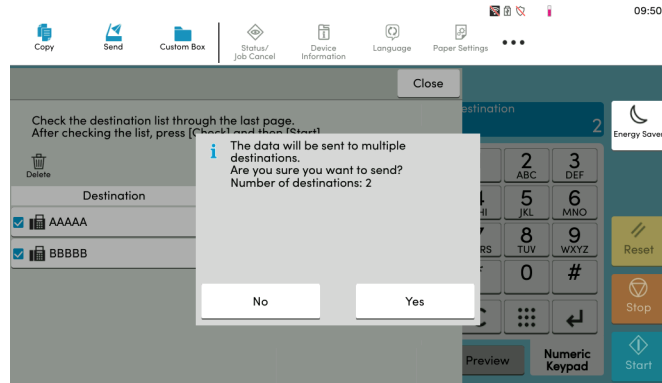 09:50
Copy
Send
Custom Box
Status/
Job Cancel
Device
Information
Language
Paper Settings
Close
Check the destination list through the last page.
After checking the list, press [Check] and then [Start].
Delete
Destination
AAAAA
BBBBB
The data will be sent to multiple
destinations.
Are you sure you want to send?
Number of destinations: 2
No
Yes
2
2
ABC
3
DEF
5
JKL
6
MNO
8
TUV
9
WXYZ
0
#
Preview
Numeric
Keypad
Energy Saver
Reset
Stop
Start